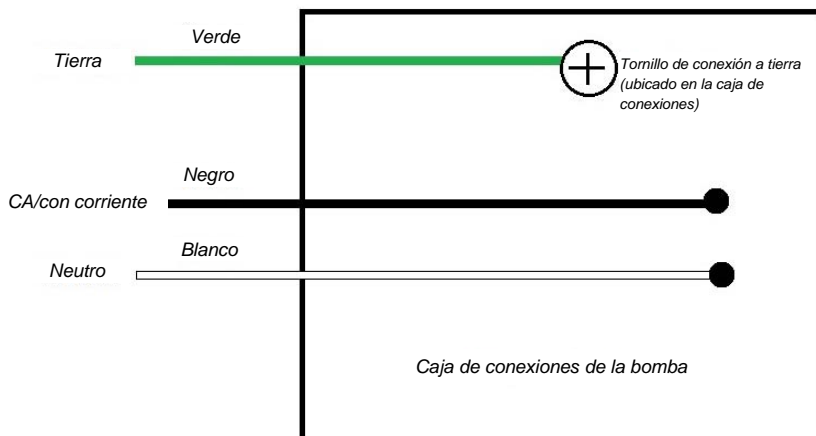 Verde
Tierra
Tornillo de conexión a tierra
(ubicado en la caja de
conexiones)
Negro
CA/con corriente
Blanco
Neutro
Caja de conexiones de la bomba